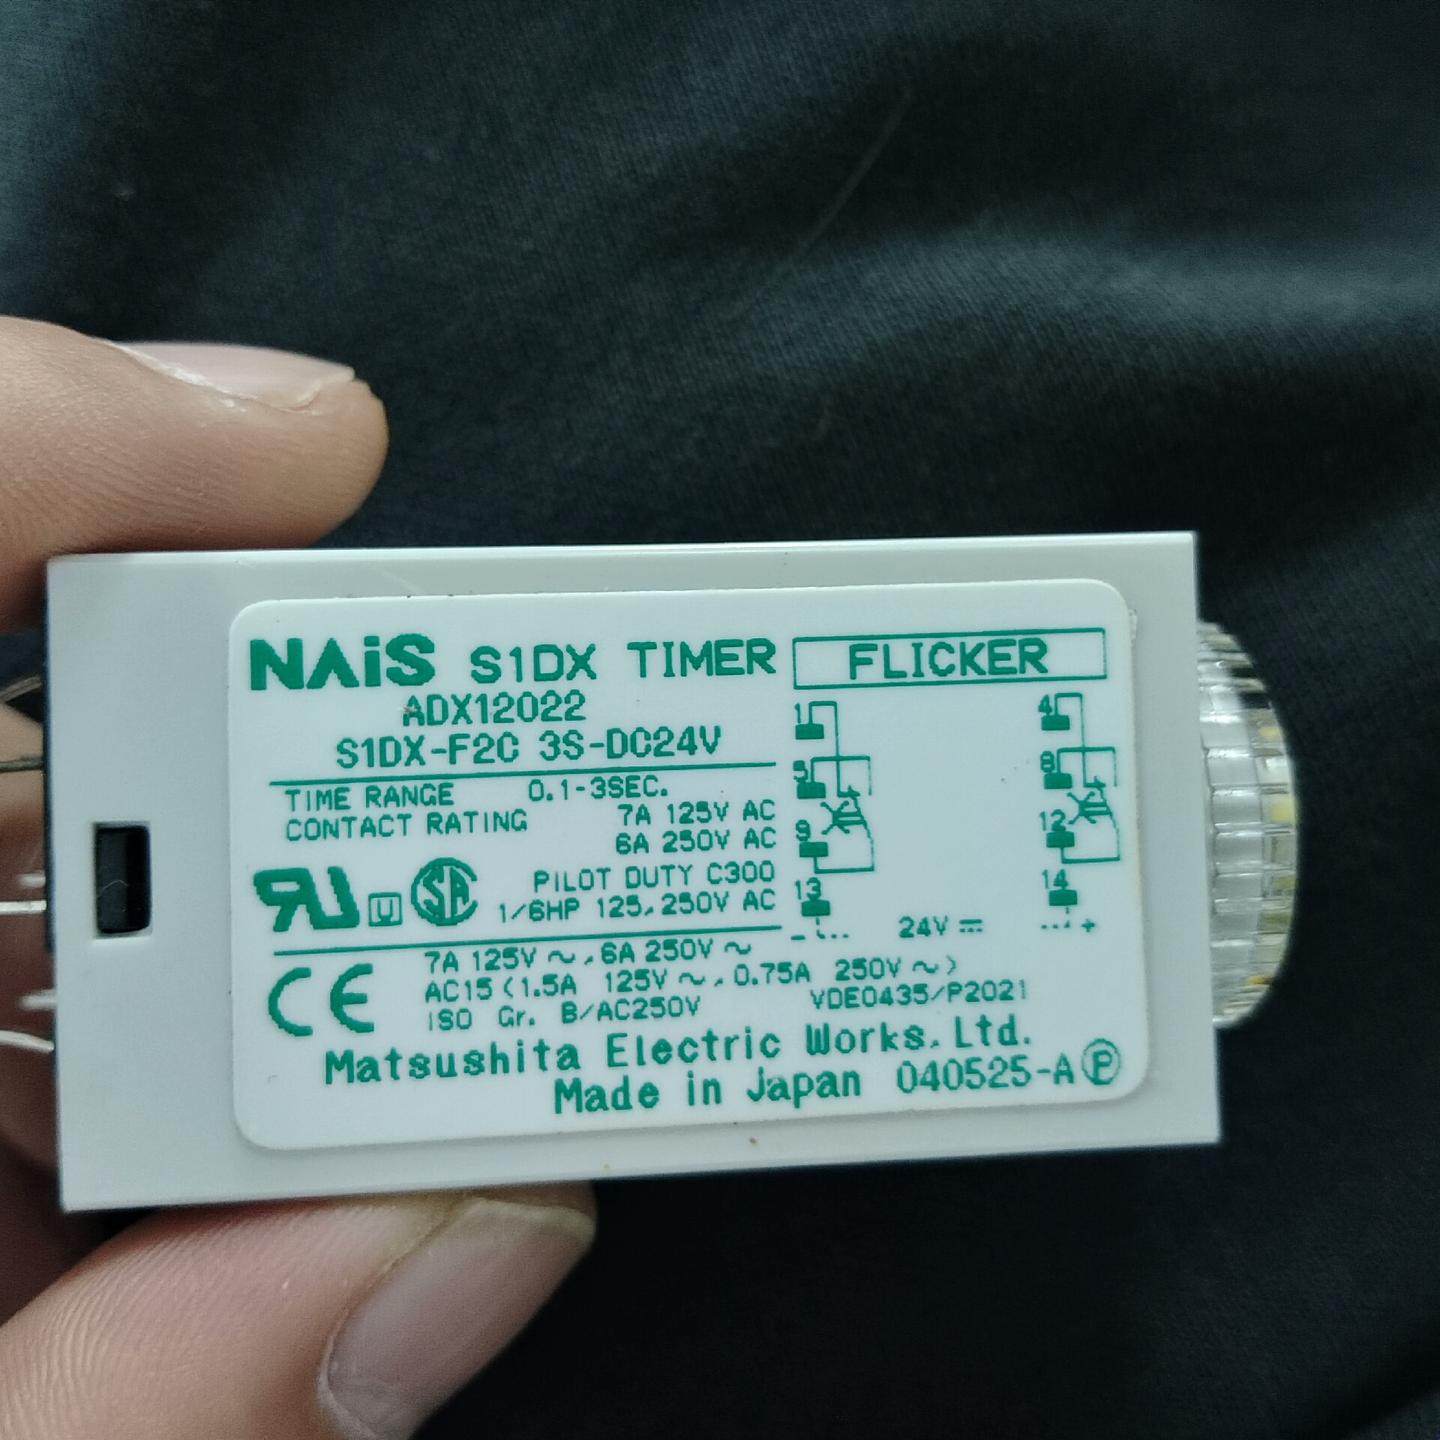 NAiS S1DX TIMER FLICKER
ADX12022
S1DX-F2C 3S-DC24V
TIME RANGE 0.1-3SEC.
CONTACT RATING 7A 125V AC
6A 250V AC
PILOT DUTY C300
1/6HP 125,250V AC
7A 125V ~, 6A 250V ~
AC15 (1.5A 125V ~, 0.75A 250V ~)
ISO Gr. B/AC250V VDE0435/P2021
CE
Matsushita Electric Works, Ltd.
Made in Japan 040525-A P
1 4
5 8
9 12
13 14
- 24V ⎓ +
RU U SA